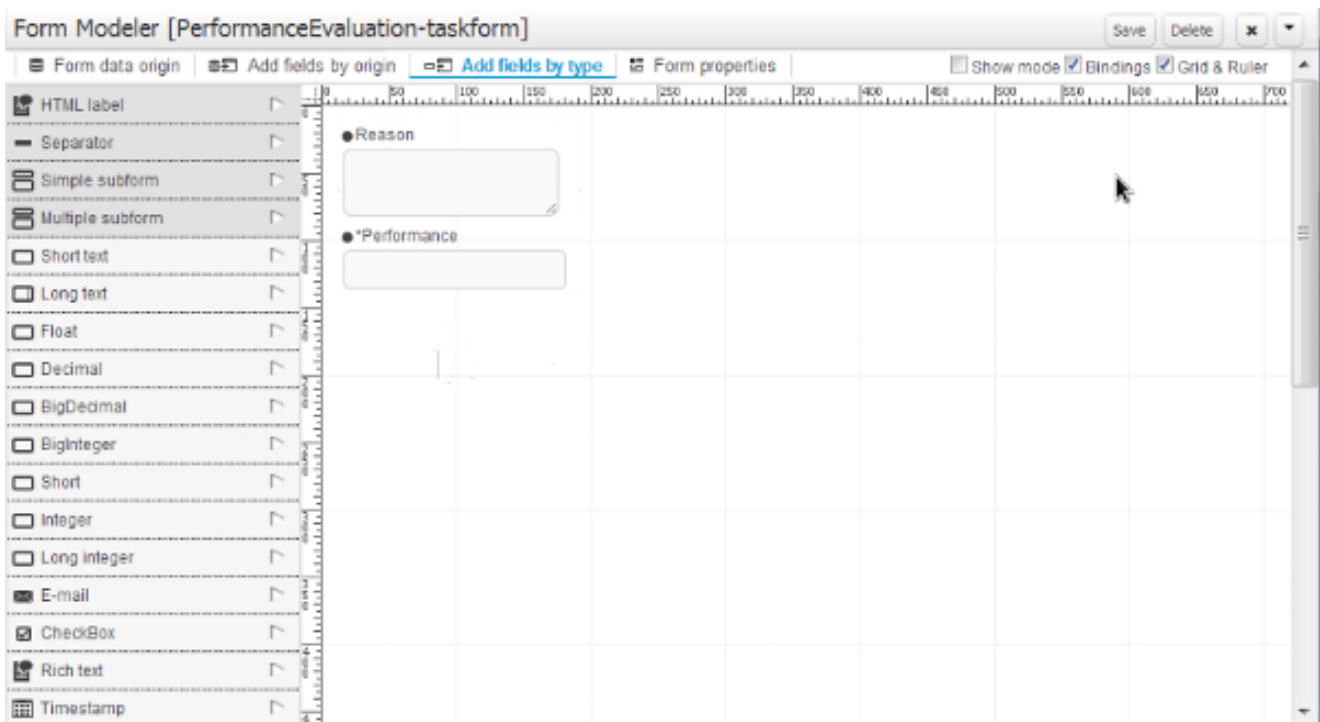 Form Modeler [PerformanceEvaluation-taskform] Save Delete
Form data origin Add fields by origin Add fields by type Form properties Show mode Bindings Grid & Ruler
0 50 100 150 200 250 300 350 400 450 500 550 600 650 700
HTML label
Separator
Simple subform
Multiple subform
Short text
Long text
Float
Decimal
BigDecimal
BigInteger
Short
Integer
Long integer
E-mail
CheckBox
Rich text
Timestamp
Reason
*Performance